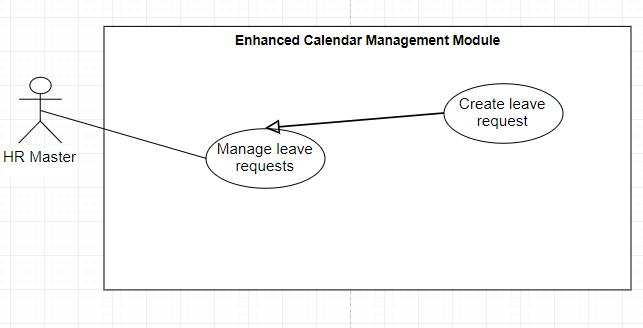 Enhanced Calendar Management Module
Create leave
request
Manage leave
requests
HR Master